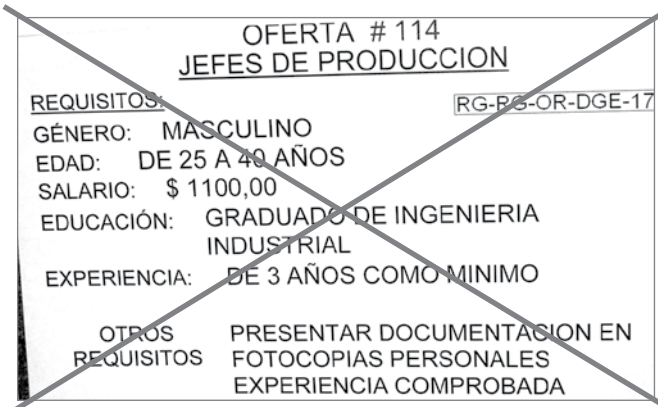 OFERTA # 114
JEFES DE PRODUCCION
REQUISITOS:
RG-RG-OR-DGE-17
GÉNERO: MASCULINO
EDAD: DE 25 A 40 AÑOS
SALARIO: $ 1100,00
EDUCACIÓN: GRADUADO DE INGENIERIA
INDUSTRIAL
EXPERIENCIA: DE 3 AÑOS COMO MINIMO
OTROS PRESENTAR DOCUMENTACION EN
REQUISITOS FOTOCOPIAS PERSONALES
EXPERIENCIA COMPROBADA